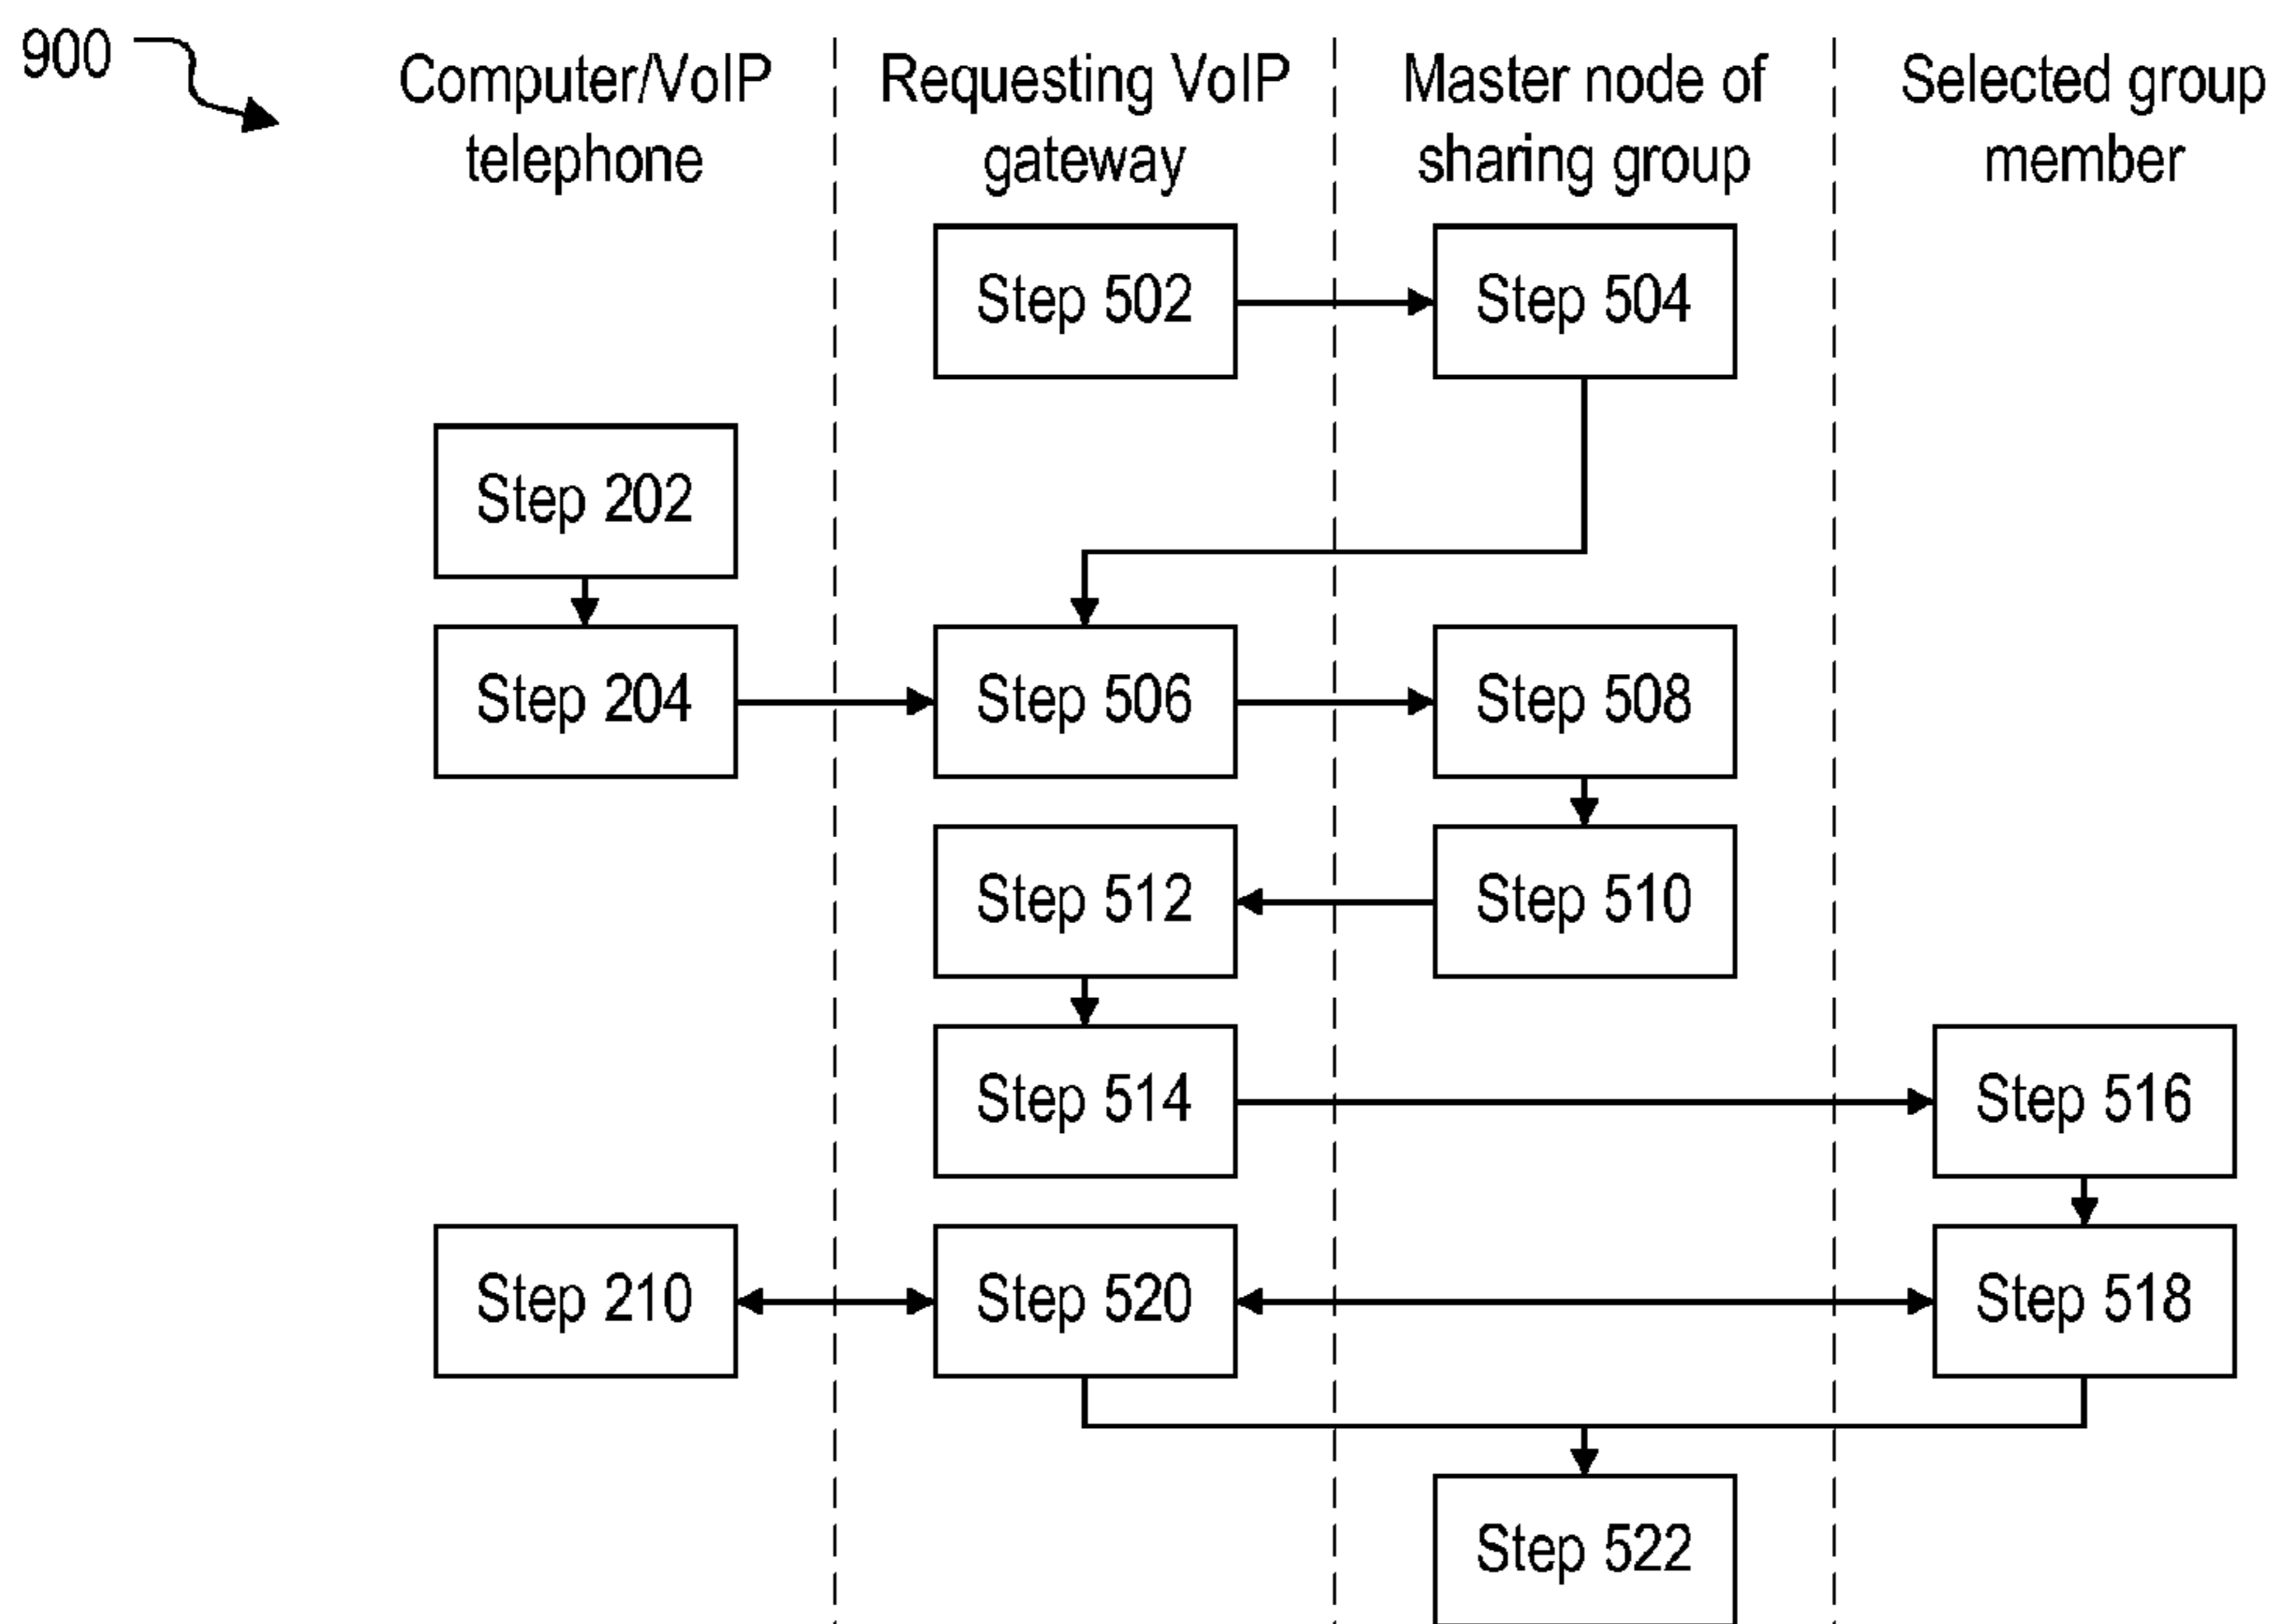 900
Computer/VoIP
telephone
Requesting VoIP
gateway
Master node of
sharing group
Selected group
member
Step 502
Step 504
Step 202
Step 204
Step 506
Step 508
Step 512
Step 510
Step 514
Step 516
Step 210
Step 520
Step 518
Step 522